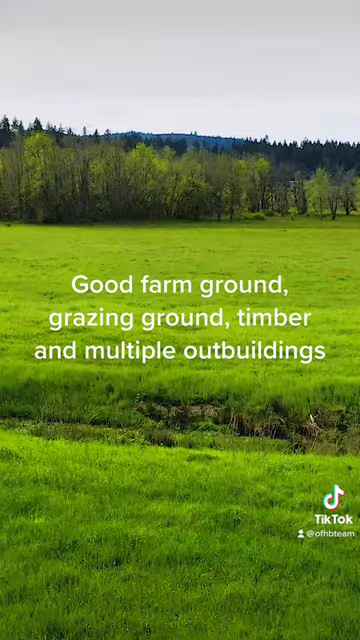 Good farm ground,
grazing ground, timber
and multiple outbuildings
TikTok
@ofhbteam